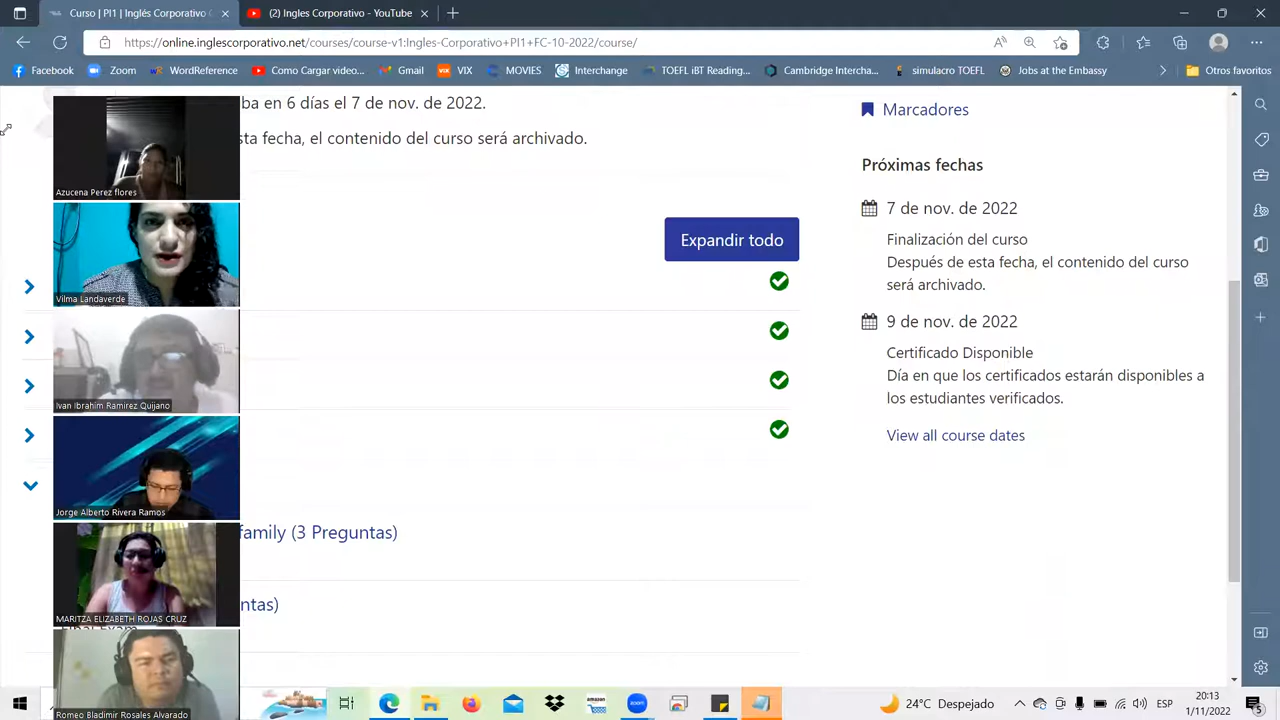 Curso | PI1 | Inglés Corporativo
(2) Ingles Corporativo - YouTube
https://online.inglescorporativo.net/courses/course-v1:Ingles-Corporativo+PI1+FC-10-2022/course/
Facebook
Zoom
WordReference
Como Cargar video...
Gmail
VIX
MOVIES
Interchange
TOEFL iBT Reading...
Cambridge Intercha...
simulacro TOEFL
Jobs at the Embassy
Otros favoritos
ba en 6 días el 7 de nov. de 2022.
sta fecha, el contenido del curso será archivado.
Expandir todo
family (3 Preguntas)
ntas)
Final Exam
Marcadores
Próximas fechas
7 de nov. de 2022
Finalización del curso
Después de esta fecha, el contenido del curso
será archivado.
9 de nov. de 2022
Certificado Disponible
Día en que los certificados estarán disponibles a
los estudiantes verificados.
View all course dates
Azucena Perez flores
Vilma Landaverde
Ivan Ibrahim Ramirez Quijano
Jorge Alberto Rivera Ramos
MARITZA ELIZABETH ROJAS CRUZ
Romeo Bladimir Rosales Alvarado
amazon
zoom
24°C Despejado
ESP
20:13
1/11/2022
5